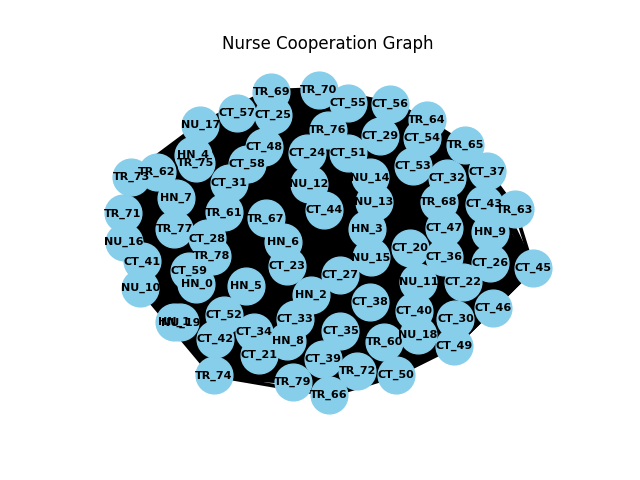 Nurse Cooperation Graph
TR_70
TR_69
CT_55
CT_56
CT_57
CT_25
TR_64
NU_17
TR_76
CT_29
CT_54
TR_65
CT_48
CT_24
CT_51
HN_4
TR_75
CT_58
CT_53
TR_62
TR_73
CT_37
CT_32
NU_14
CT_31
NU_12
HN_7
NU_13
TR_68
CT_43
TR_63
CT_44
TR_61
TR_71
TR_67
TR_77
HN_3
CT_47
HN_9
CT_28
NU_16
HN_6
CT_20
TR_78
NU_15
CT_36
CT_41
CT_26
CT_23
CT_45
CT_59
CT_27
HN_0
NU_11
CT_22
NU_10
HN_5
HN_2
CT_38
CT_46
CT_40
CT_52
CT_33
CT_30
HN_1
NU_19
CT_34
CT_35
NU_18
CT_42
HN_8
TR_60
CT_49
CT_21
CT_39
TR_72
TR_74
CT_50
TR_79
TR_66